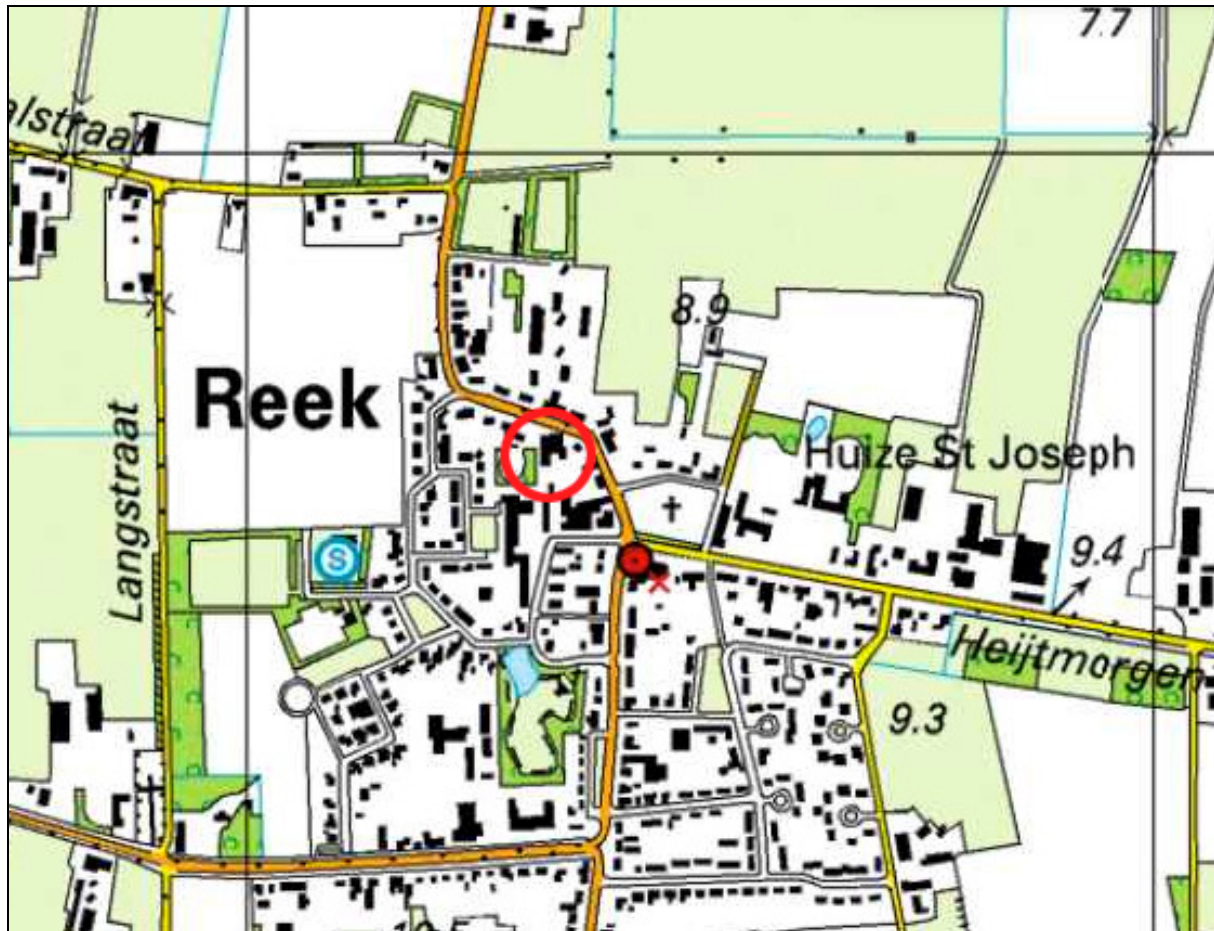 7.7
alstraat
8.9
Reek
Huize St Joseph
Langstraat
S
9.4
Heijtmorgen
9.3